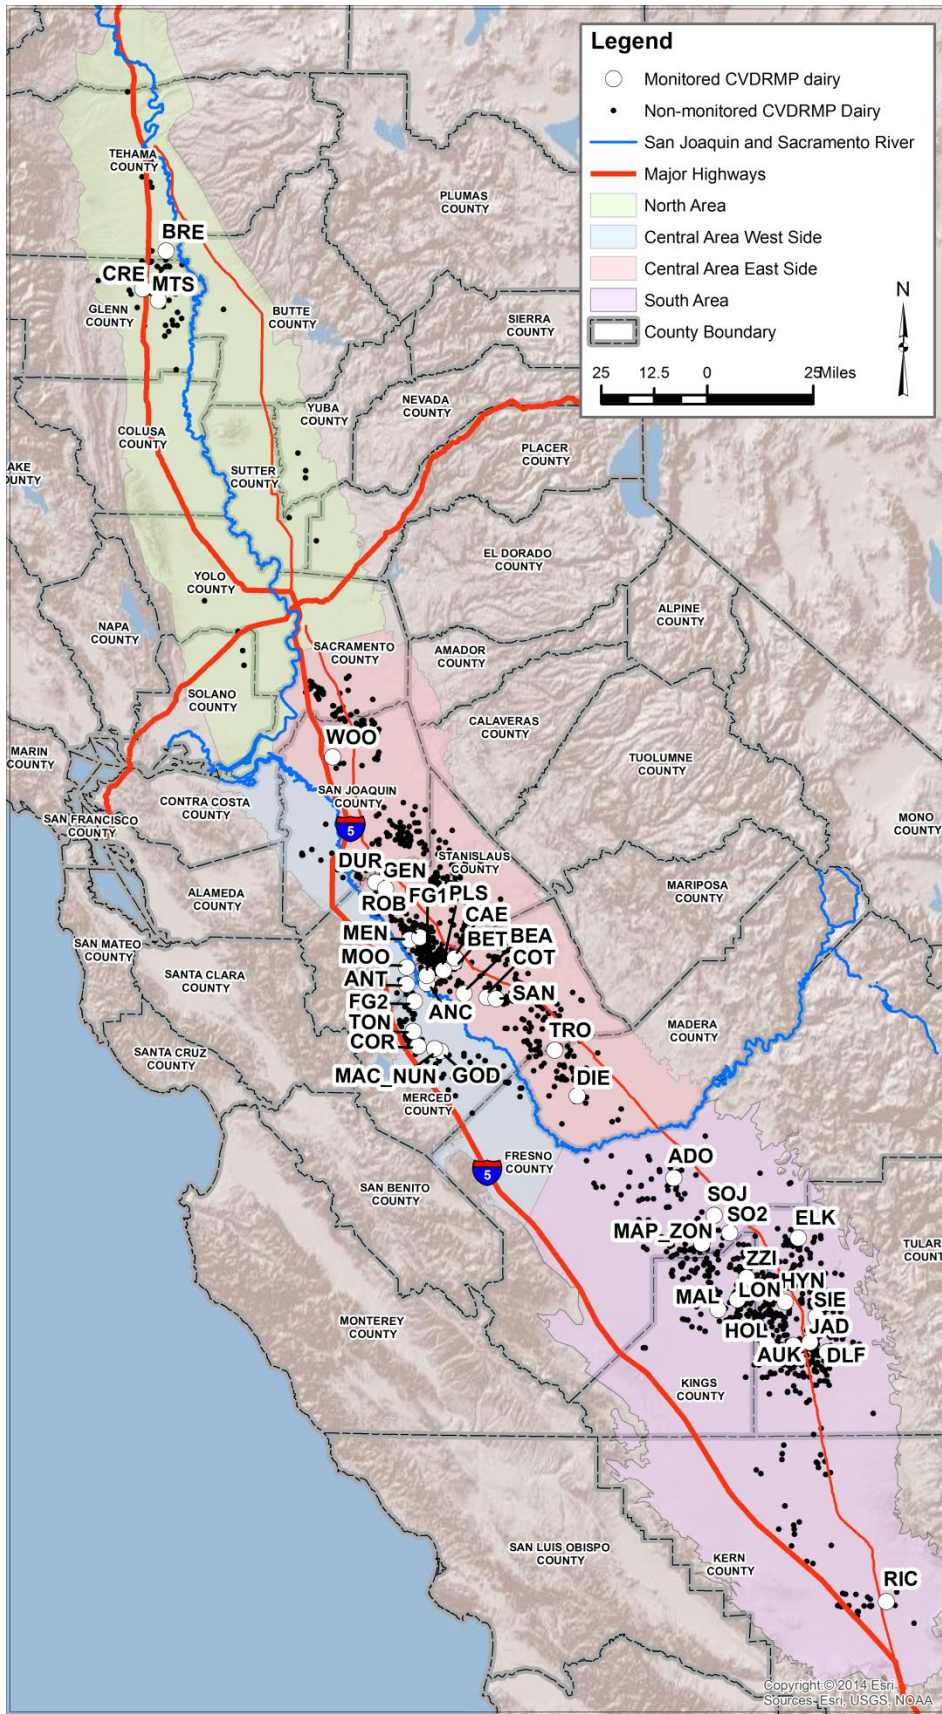 Legend
Monitored CVDRMP dairy
Non-monitored CVDRMP Dairy
San Joaquin and Sacramento River
Major Highways
North Area
Central Area West Side
Central Area East Side
South Area
County Boundary
25 12.5 0 25 Miles
N
TEHAMA
COUNTY
PLUMAS
COUNTY
BRE
CRE
MTS
GLENN
COUNTY
BUTTE
COUNTY
SIERRA
COUNTY
NEVADA
COUNTY
YUBA
COUNTY
COLUSA
COUNTY
PLACER
COUNTY
AKE
OUNTY
SUTTER
COUNTY
EL DORADO
COUNTY
YOLO
COUNTY
ALPINE
COUNTY
NAPA
COUNTY
SACRAMENTO
COUNTY
AMADOR
COUNTY
SOLANO
COUNTY
CALAVERAS
COUNTY
WOO
MARIN
COUNTY
TUOLUMNE
COUNTY
CONTRA COSTA
COUNTY
SAN JOAQUIN
COUNTY
SAN FRANCISCO
COUNTY
MONO
COUNTY
5
DUR
GEN
STANISLAUS
COUNTY
ALAMEDA
COUNTY
ROB
FG1
PLS
MARIPOSA
COUNTY
CAE
MEN
BET
BEA
SAN MATEO
COUNTY
MOO
COT
SANTA CLARA
COUNTY
ANT
SAN
FG2
ANC
TON
TRO
MADERA
COUNTY
COR
SANTA CRUZ
COUNTY
MAC_NUN
GOD
DIE
MERCED
COUNTY
FRESNO
COUNTY
5
ADO
SAN BENITO
COUNTY
SOJ
SO2
ELK
MAP_ZON
TULAR
COUNT
ZZI
HYN
MAL
LON
SIE
MONTEREY
COUNTY
HOL
JAD
AUK
DLF
KINGS
COUNTY
SAN LUIS OBISPO
COUNTY
KERN
COUNTY
RIC
Copyright:© 2014 Esri
Sources: Esri, USGS, NOAA